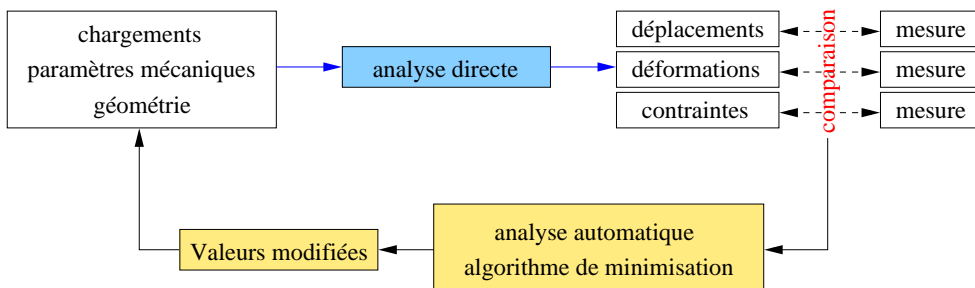 chargements
paramètres mécaniques
géométrie
analyse directe
déplacements
déformations
contraintes
comparaison
mesure
mesure
mesure
Valeurs modifiées
analyse automatique
algorithme de minimisation